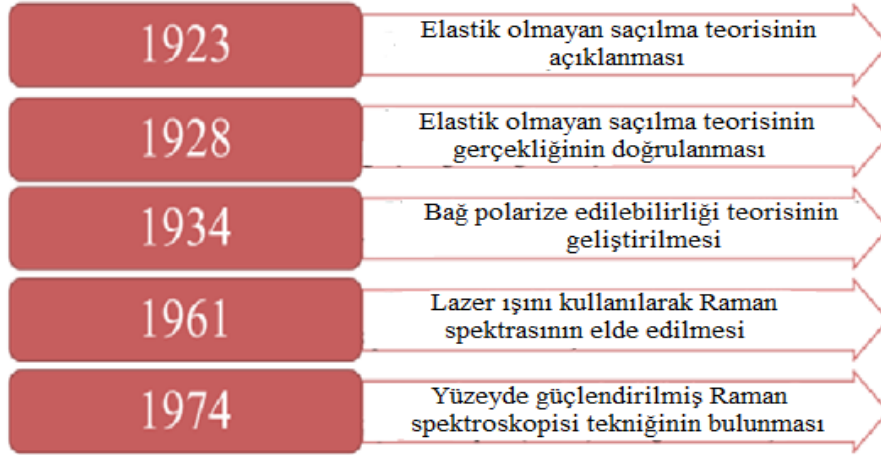 1923
Elastik olmayan saçılma teorisinin
açıklanması
1928
Elastik olmayan saçılma teorisinin
gerçekliğinin doğrulanması
1934
Bağ polarize edilebilirliği teorisinin
geliştirilmesi
1961
Lazer ışını kullanılarak Raman
spektrasının elde edilmesi
1974
Yüzeyde güçlendirilmiş Raman
spektroskopisi tekniğinin bulunması